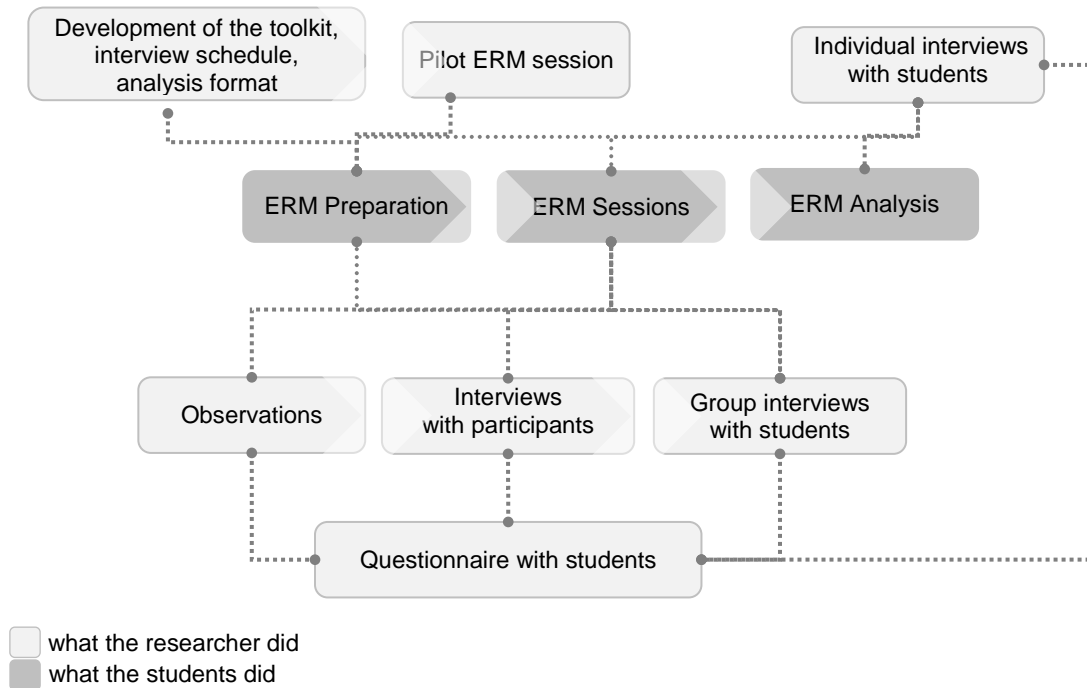 Development of the toolkit,
interview schedule,
analysis format
Pilot ERM session
Individual interviews
with students
ERM Preparation
ERM Sessions
ERM Analysis
Observations
Interviews
with participants
Group interviews
with students
Questionnaire with students
what the researcher did
what the students did